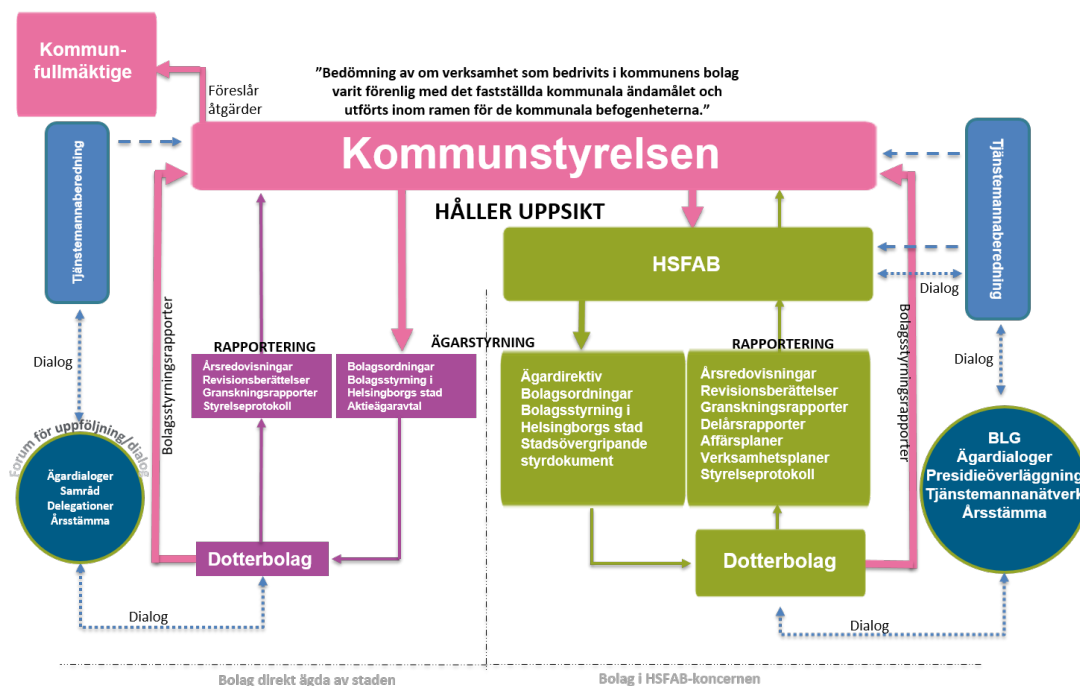 Kommun-
fullmäktige
Föreslår
åtgärder
”Bedömning av om verksamhet som bedrivits i kommunens bolag
varit förenlig med det fastställda kommunala ändamålet och
utförts inom ramen för de kommunala befogenheterna.”
Kommunstyrelsen
HÅLLER UPPSIKT
Tjänstemannaberedning
Dialog
Forum för uppföljning/dialog
Ägardialoger
Samråd
Delegationer
Årsstämma
Dialog
Bolagsstyrningsrapporter
RAPPORTERING
Årsredovisningar
Revisionsberättelser
Granskningsrapporter
Styrelseprotokoll
ÄGARSTYRNING
Bolagsordningar
Bolagsstyrning i
Helsingborgs stad
Aktieägaravtal
Dotterbolag
HSFAB
Ägardirektiv
Bolagsordningar
Bolagsstyrning i
Helsingborgs stad
Stadsövergripande
styrdokument
RAPPORTERING
Årsredovisningar
Revisionsberättelser
Granskningsrapporter
Delårsrapporter
Affärsplaner
Verksamhetsplaner
Styrelseprotokoll
Dotterbolag
Bolagsstyrningsrapporter
Tjänstemannaberedning
Dialog
Dialog
BLG
Ägardialoger
Presidieöverläggning
Tjänstemannanätverk
Årsstämma
Dialog
Bolag direkt ägda av staden
Bolag i HSFAB-koncernen